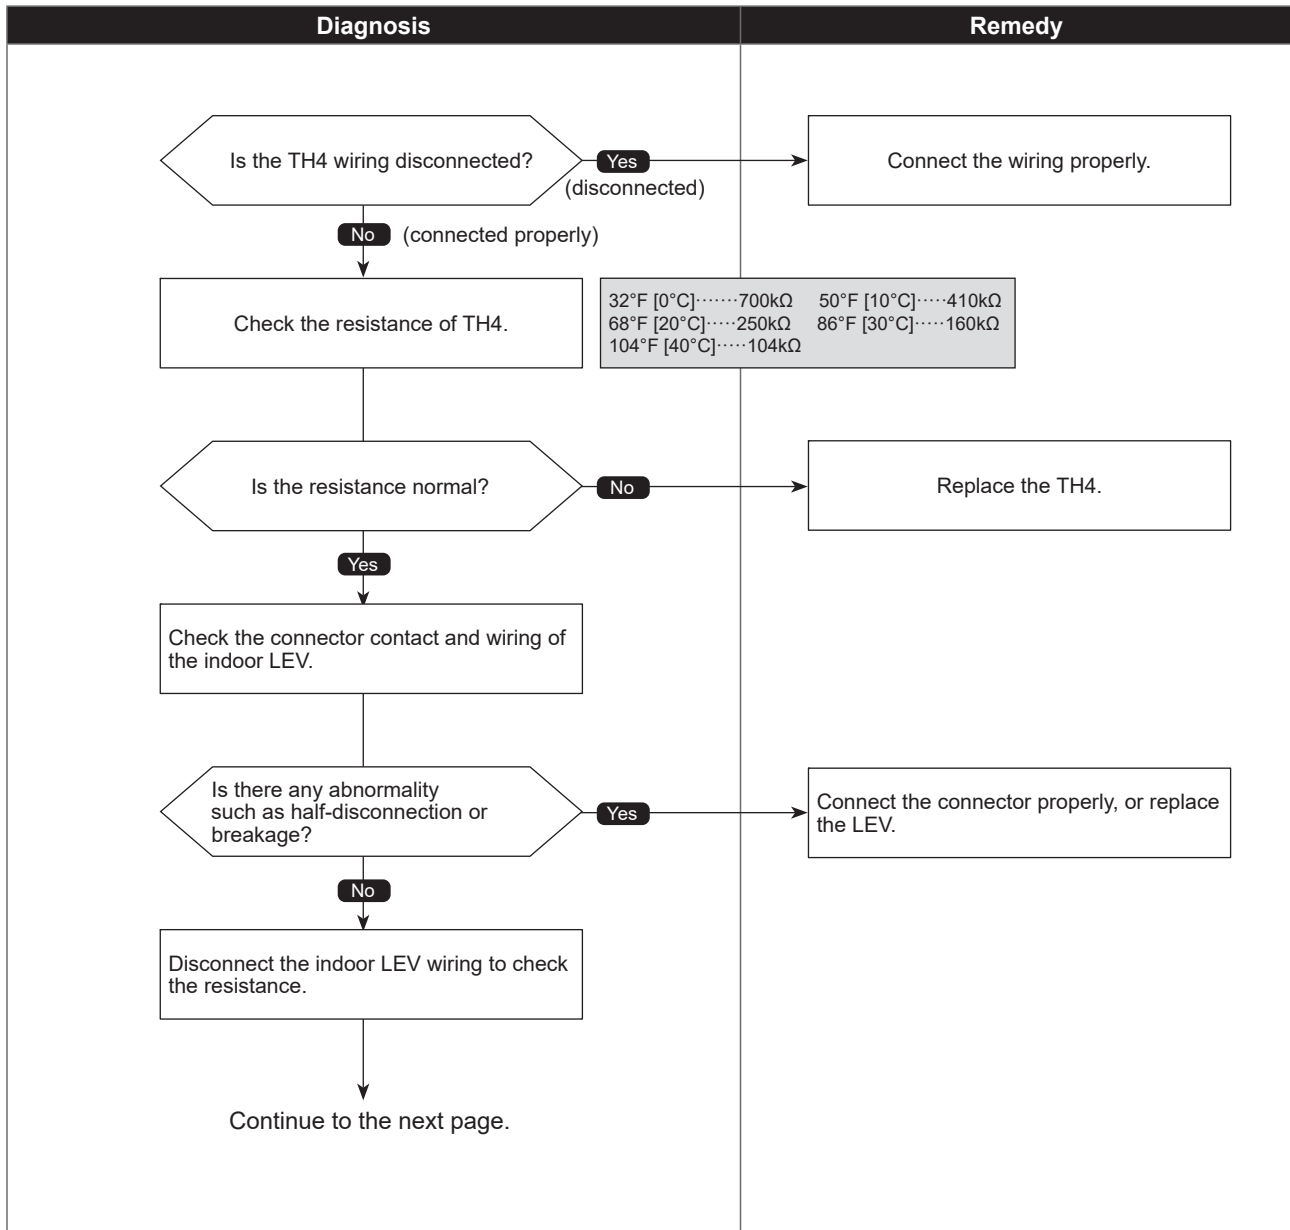 Diagnosis
Remedy
Is the TH4 wiring disconnected?
Yes
(disconnected)
Connect the wiring properly.
No
(connected properly)
Check the resistance of TH4.
32°F [0°C]·······700kΩ 50°F [10°C]·····410kΩ
68°F [20°C]·····250kΩ 86°F [30°C]·····160kΩ
104°F [40°C]·····104kΩ
Is the resistance normal?
No
Replace the TH4.
Yes
Check the connector contact and wiring of
the indoor LEV.
Is there any abnormality
such as half-disconnection or
breakage?
Yes
Connect the connector properly, or replace
the LEV.
No
Disconnect the indoor LEV wiring to check
the resistance.
Continue to the next page.